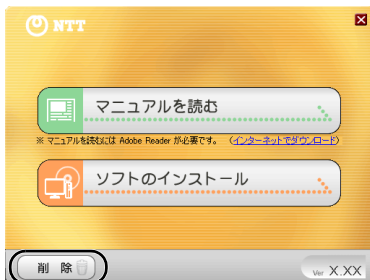 NTT
マニュアルを読む
※ マニュアルを読むには Adobe Reader が必要です。 (インターネットでダウンロード)
ソフトのインストール
削 除
Ver X.XX